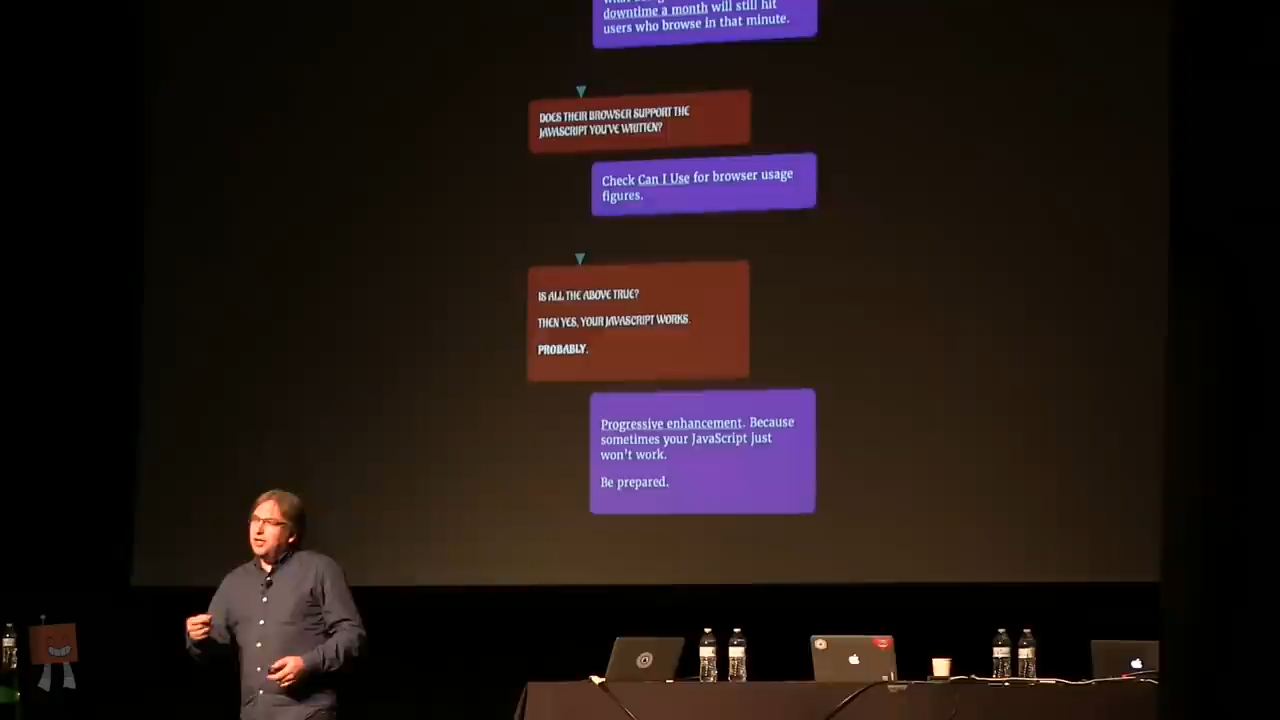 downtime a month will still hit
users who browse in that minute.
DOES THEIR BROWSER SUPPORT THE
JAVASCRIPT YOU'VE WRITTEN?
Check Can I Use for browser usage
figures.
IS ALL THE ABOVE TRUE?
THEN YES, YOUR JAVASCRIPT WORKS.
PROBABLY.
Progressive enhancement. Because
sometimes your JavaScript just
won't work.
Be prepared.